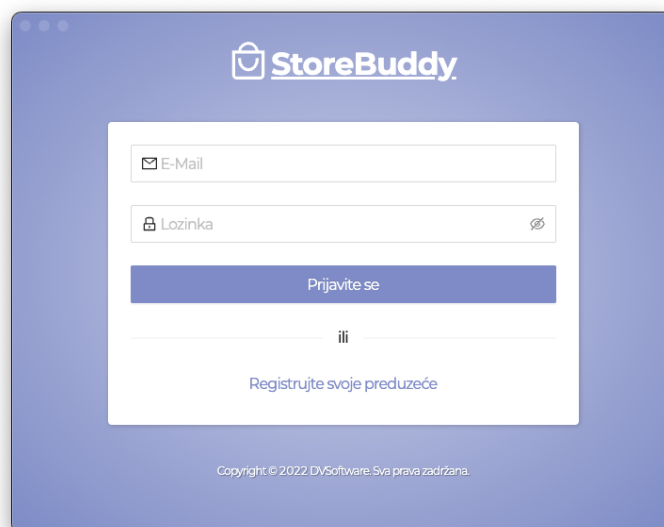 StoreBuddy
E-Mail
Lozinka
Prijavite se
ili
Registrujte svoje preduzeće
Copyright © 2022 DVSoftware. Sva prava zadržana.